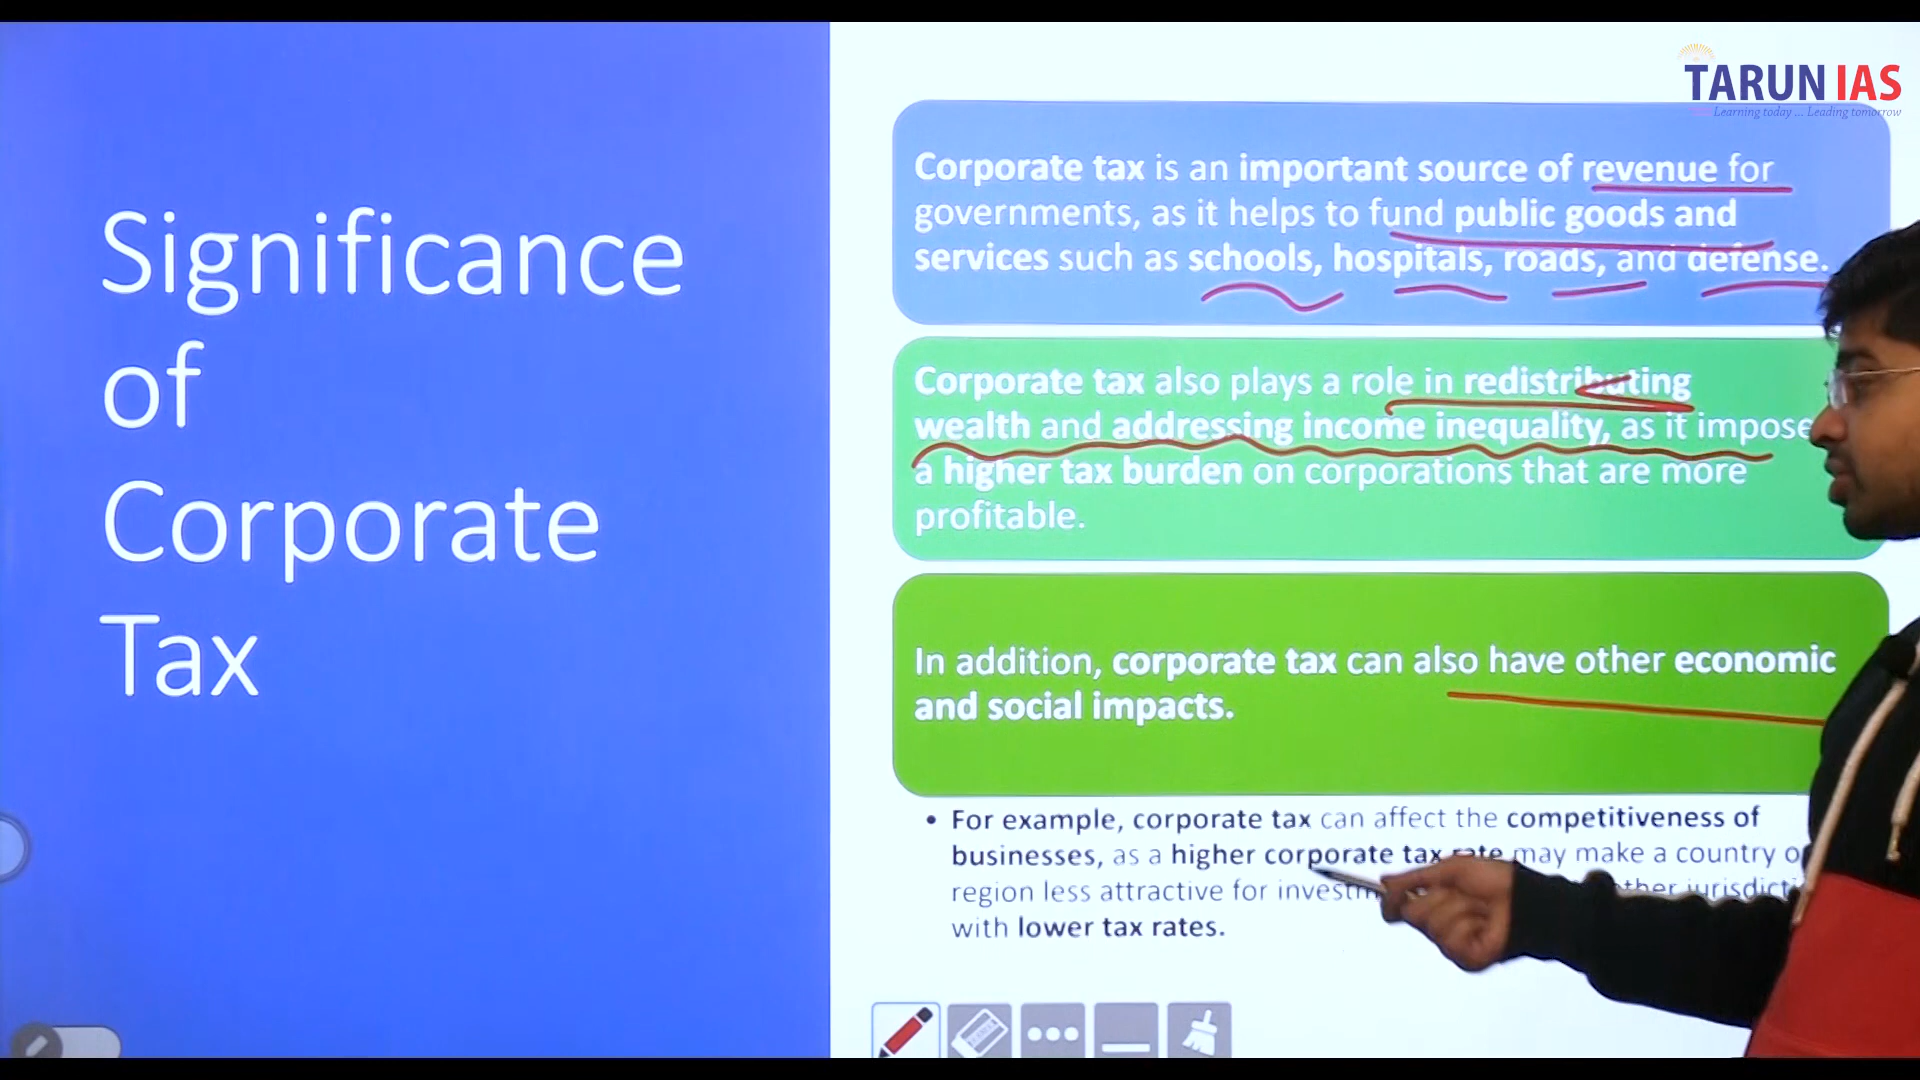 TARUN IAS
Learning today ... Leading tomorrow
Significance
of
Corporate
Tax
Corporate tax is an important source of revenue for
governments, as it helps to fund public goods and
services such as schools, hospitals, roads, and defense.
Corporate tax also plays a role in redistributing
wealth and addressing income inequality, as it impose
a higher tax burden on corporations that are more
profitable.
In addition, corporate tax can also have other economic
and social impacts.
• For example, corporate tax can affect the competitiveness of
businesses, as a higher corporate tax rate may make a country
region less attractive for
with lower tax rates.